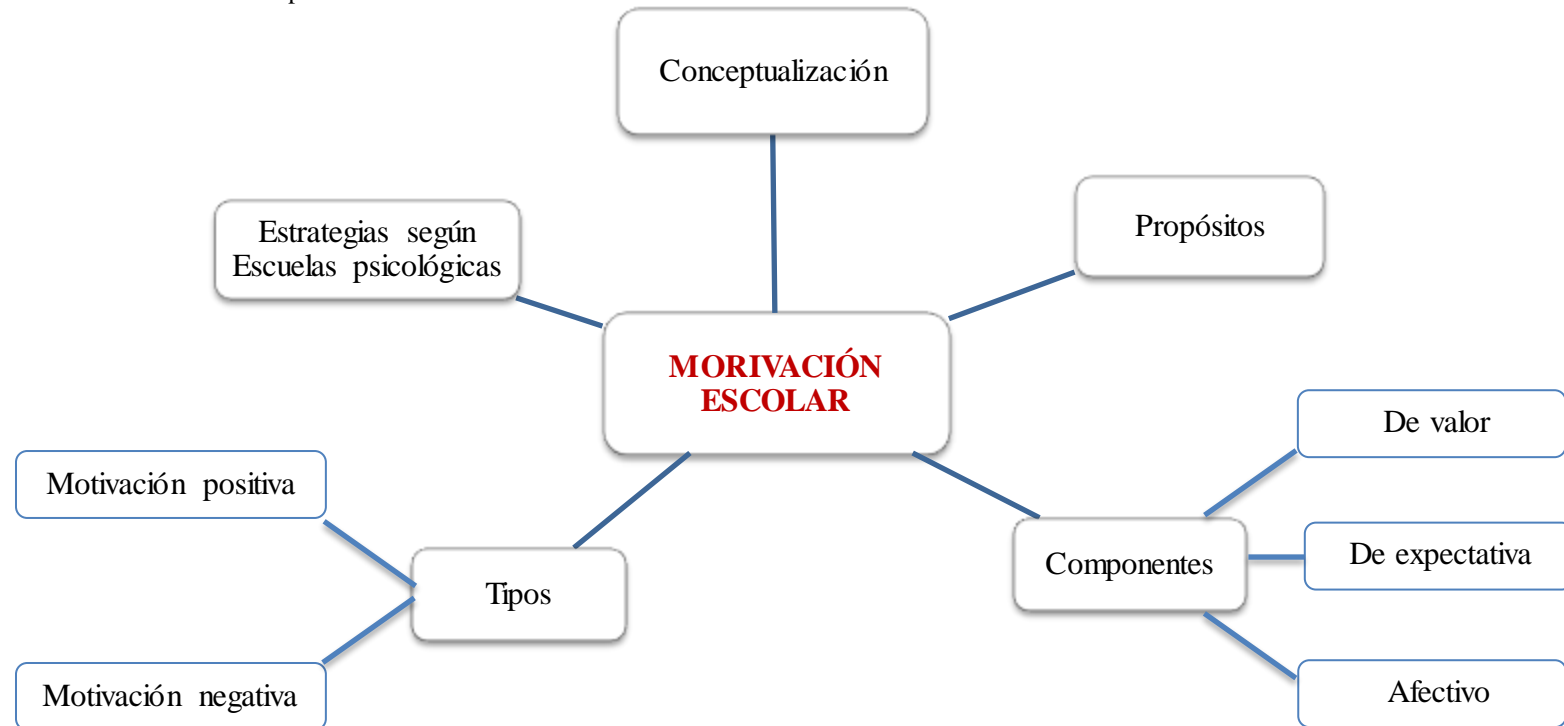 Conceptualización
Propósitos
Estrategias según
Escuelas psicológicas
MORIVACIÓN
ESCOLAR
De valor
Motivación positiva
De expectativa
Componentes
Tipos
Motivación negativa
Afectivo